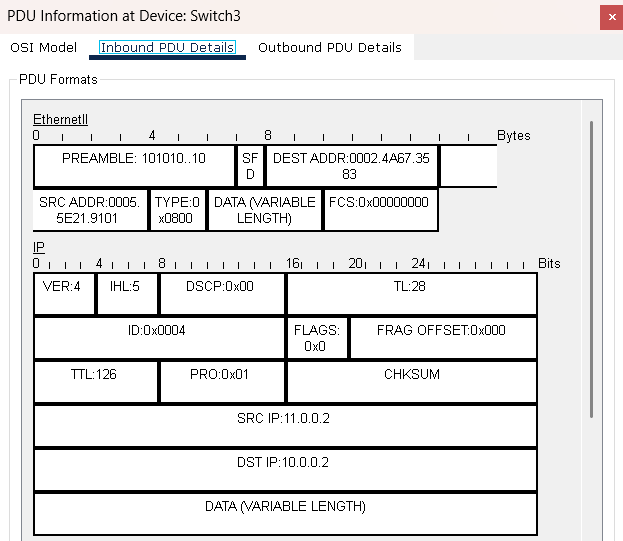 PDU Information at Device: Switch3
×
OSI Model Inbound PDU Details Outbound PDU Details
PDU Formats
EthernetII
0 4 8 Bytes
PREAMBLE: 101010..10 SF DEST ADDR:0002.4A67.35
D 83
SRC ADDR:0005. TYPE:0 DATA (VARIABLE FCS:0x00000000
5E21.9101 x0800 LENGTH)
IP
0 4 8 16 20 24 Bits
VER:4 IHL:5 DSCP:0x00 TL:28
ID:0x0004 FLAGS: FRAG OFFSET:0x000
0x0
TTL:126 PRO:0x01 CHKSUM
SRC IP:11.0.0.2
DST IP:10.0.0.2
DATA (VARIABLE LENGTH)